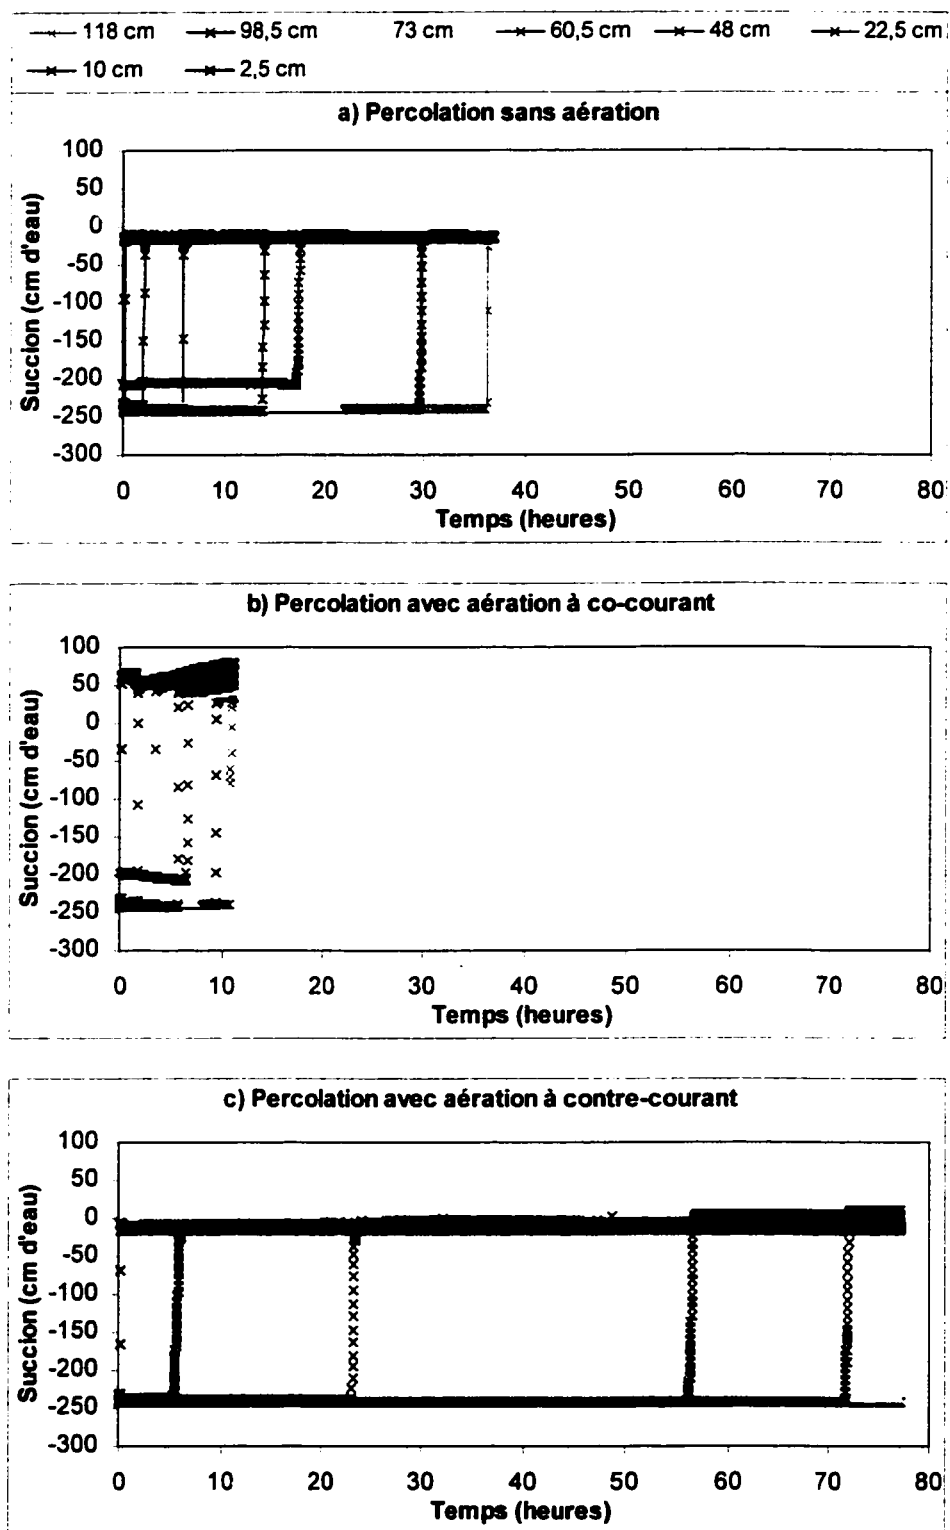 118 cm 98,5 cm 73 cm 60,5 cm 48 cm 22,5 cm
10 cm 2,5 cm
a) Percolation sans aération
Succion (cm d'eau)
100
50
0
-50
-100
-150
-200
-250
-300
0 10 20 30 40 50 60 70 80
Temps (heures)
b) Percolation avec aération à co-courant
Succion (cm d'eau)
100
50
0
-50
-100
-150
-200
-250
-300
0 10 20 30 40 50 60 70 80
Temps (heures)
c) Percolation avec aération à contre-courant
Succion (cm d'eau)
100
50
0
-50
-100
-150
-200
-250
-300
0 10 20 30 40 50 60 70 80
Temps (heures)